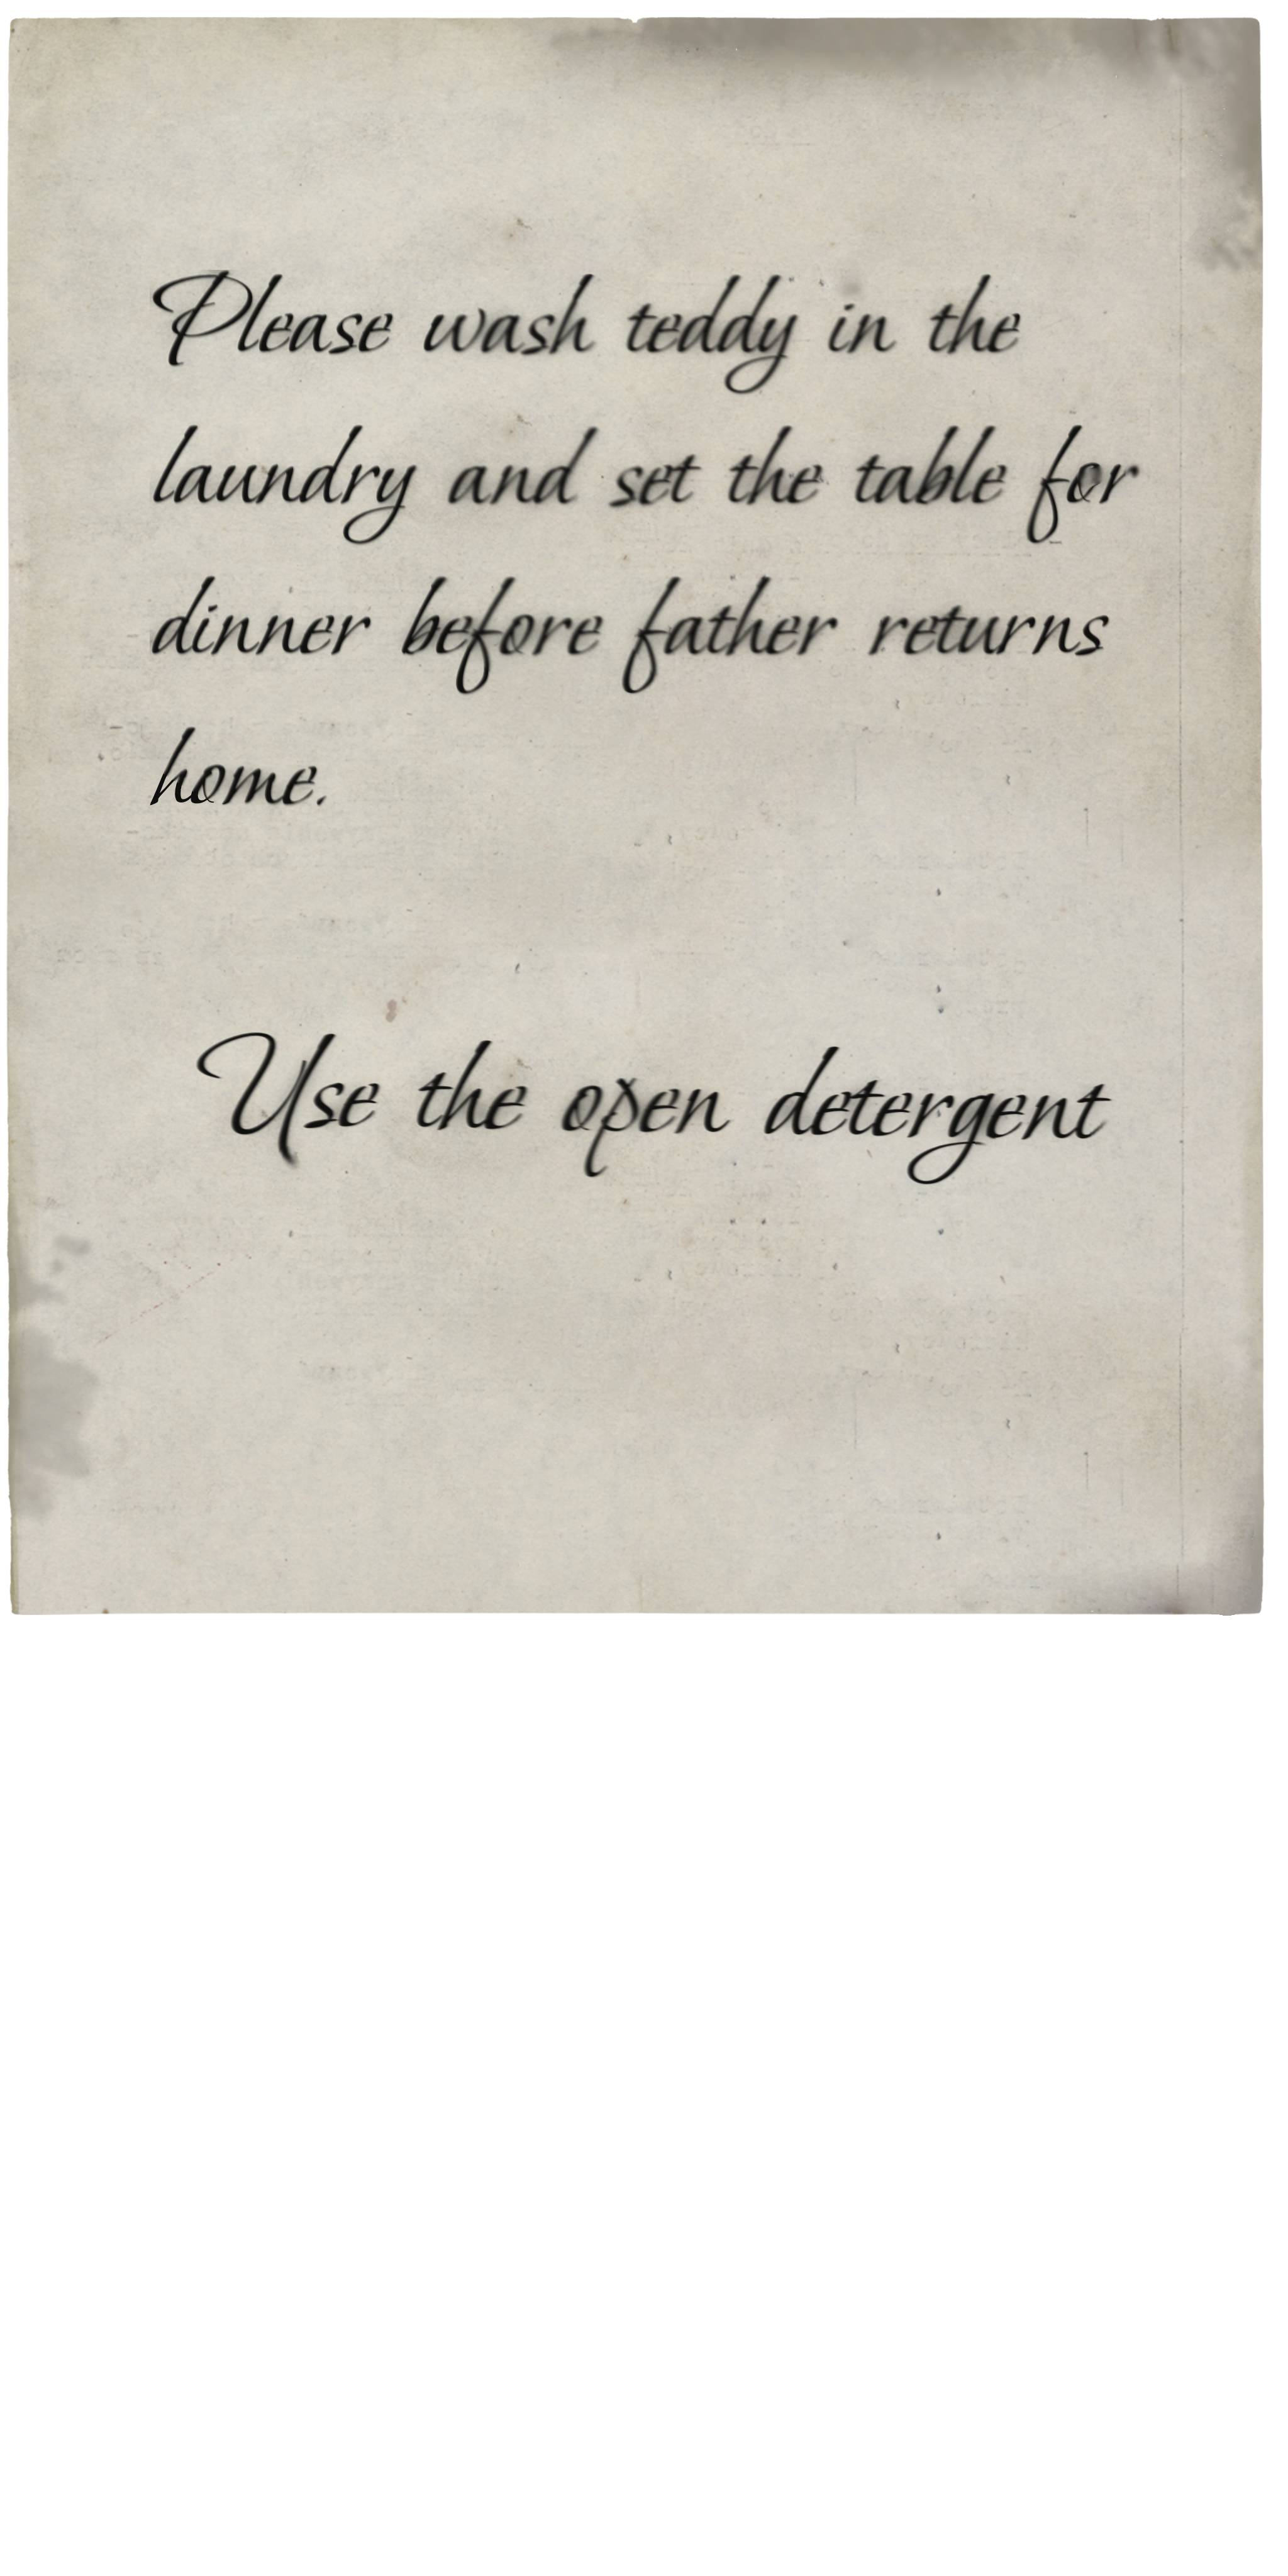 Please wash teddy in the
laundry and set the table for
dinner before father returns
home.
Use the open detergent